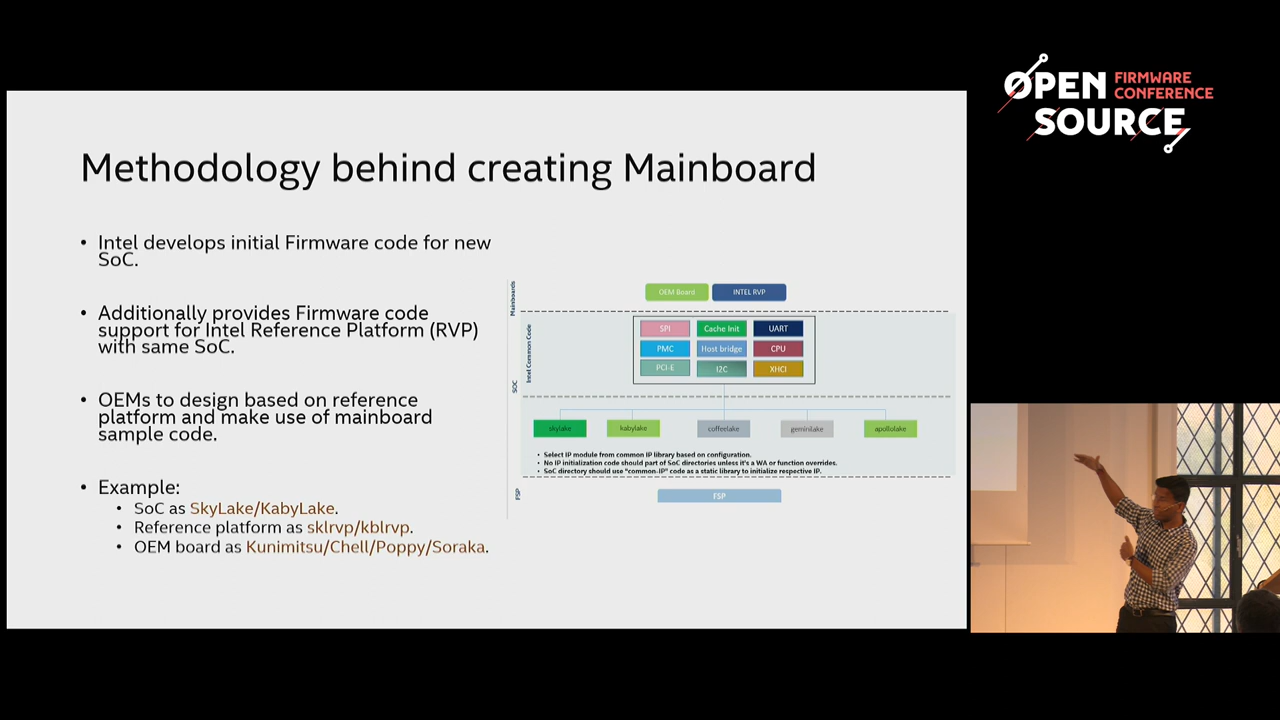 OPEN FIRMWARE
CONFERENCE
SOURCE
Methodology behind creating Mainboard
• Intel develops initial Firmware code for new
SoC.
• Additionally provides Firmware code
support for Intel Reference Platform (RVP)
with same SoC.
• OEMs to design based on reference
platform and make use of mainboard
sample code.
• Example:
• SoC as SkyLake/KabyLake.
• Reference platform as sklrvp/kblrvp.
• OEM board as Kunimitsu/Chell/Poppy/Soraka.
Mainboards
OEM Board INTEL RVP
SOC
Intel Common Code
SPI Cache Init UART
PMC Host bridge CPU
PCI-E I2C XHCI
skylake kabylake coffeelake geminilake apollolake
• Select IP module from common IP library based on configuration.
• No IP initialization code should part of SoC directories unless it's a WA or function overrides.
• SoC directory should use "common-IP" code as a static library to initialize respective IP.
FSP
FSP